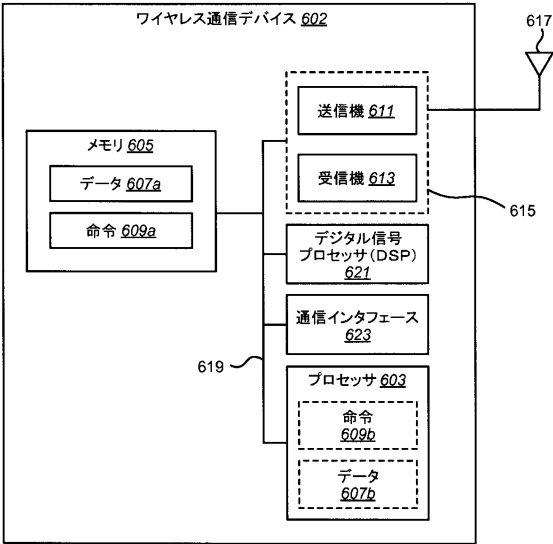 ワイヤレス通信デバイス 602
617
送信機 611
メモリ 605
データ 607a
命令 609a
受信機 613
615
デジタル信号
プロセッサ(DSP)
621
通信インタフェース
623
619
プロセッサ 603
命令
609b
データ
607b